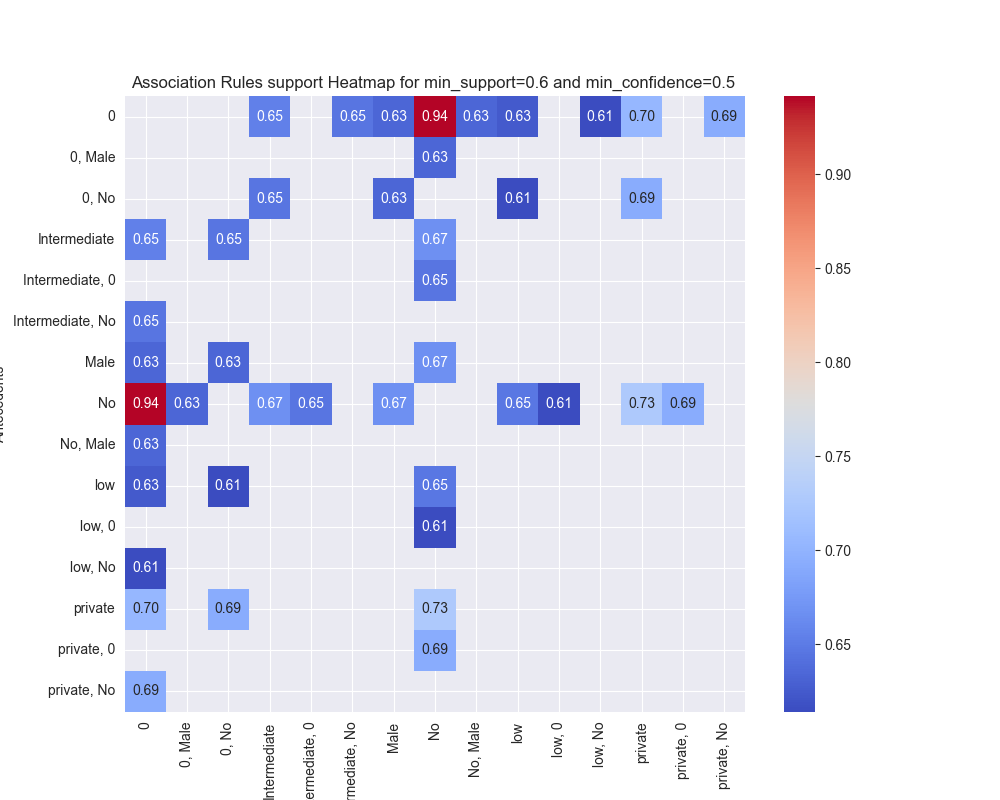 Association Rules support Heatmap for min_support=0.6 and min_confidence=0.5
0 0.65 0.65 0.63 0.94 0.63 0.63 0.61 0.70 0.69
0, Male 0.63
0, No 0.65 0.63 0.61 0.69
Intermediate 0.65 0.65 0.67
Intermediate, 0 0.65
Intermediate, No 0.65
Male 0.63 0.63 0.67
No 0.94 0.63 0.67 0.65 0.67 0.65 0.61 0.73 0.69
No, Male 0.63
low 0.63 0.61 0.65
low, 0 0.61
low, No 0.61
private 0.70 0.69 0.73
private, 0 0.69
private, No 0.69
0
0, Male
0, No
Intermediate
ermediate, 0
rmediate, No
Male
No
No, Male
low
low, 0
low, No
private
private, 0
private, No
0.90
0.85
0.80
0.75
0.70
0.65